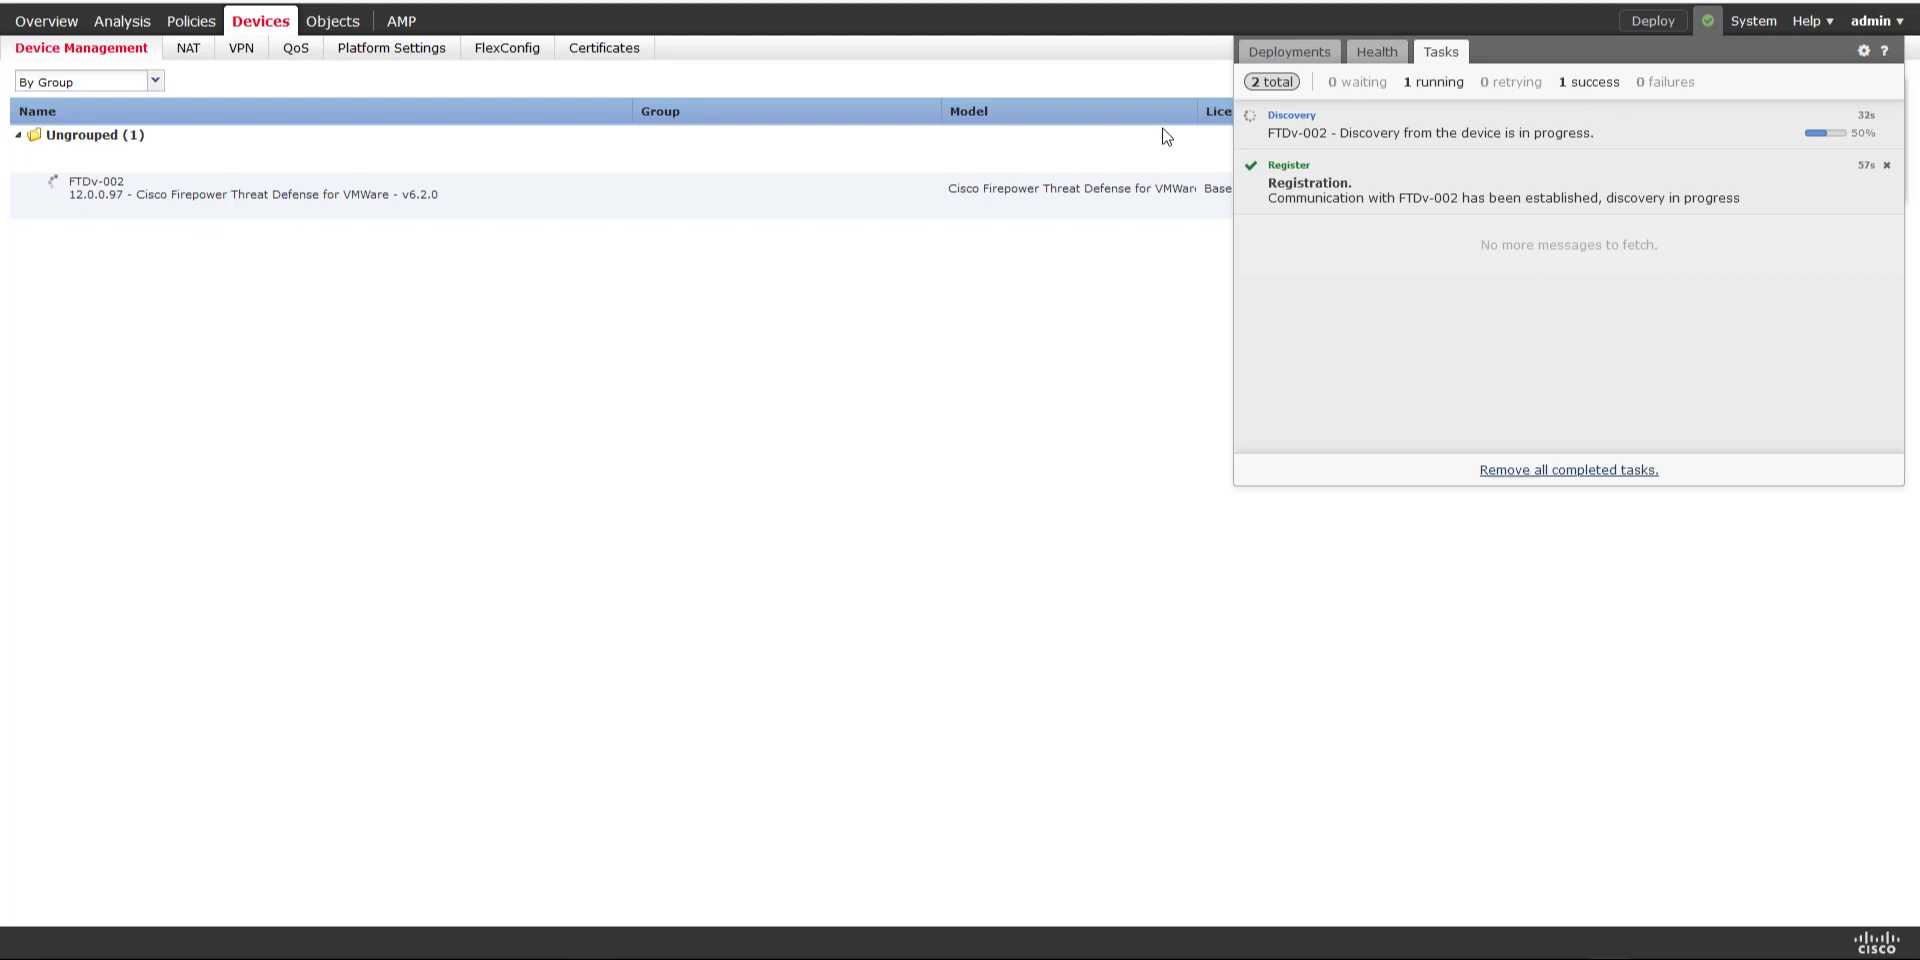 Overview Analysis Policies Devices Objects AMP Deploy System Help admin
Device Management NAT VPN QoS Platform Settings FlexConfig Certificates
Deployments Health Tasks ?
By Group
2 total 0 waiting 1 running 0 retrying 1 success 0 failures
Name Group Model Lice
Ungrouped (1)
Discovery 32s
FTDv-002 - Discovery from the device is in progress. 50%
Register 57s
Registration.
Communication with FTDv-002 has been established, discovery in progress
FTDv-002
12.0.0.97 - Cisco Firepower Threat Defense for VMWare - v6.2.0
Cisco Firepower Threat Defense for VMWar Base
No more messages to fetch.
Remove all completed tasks.
cisco